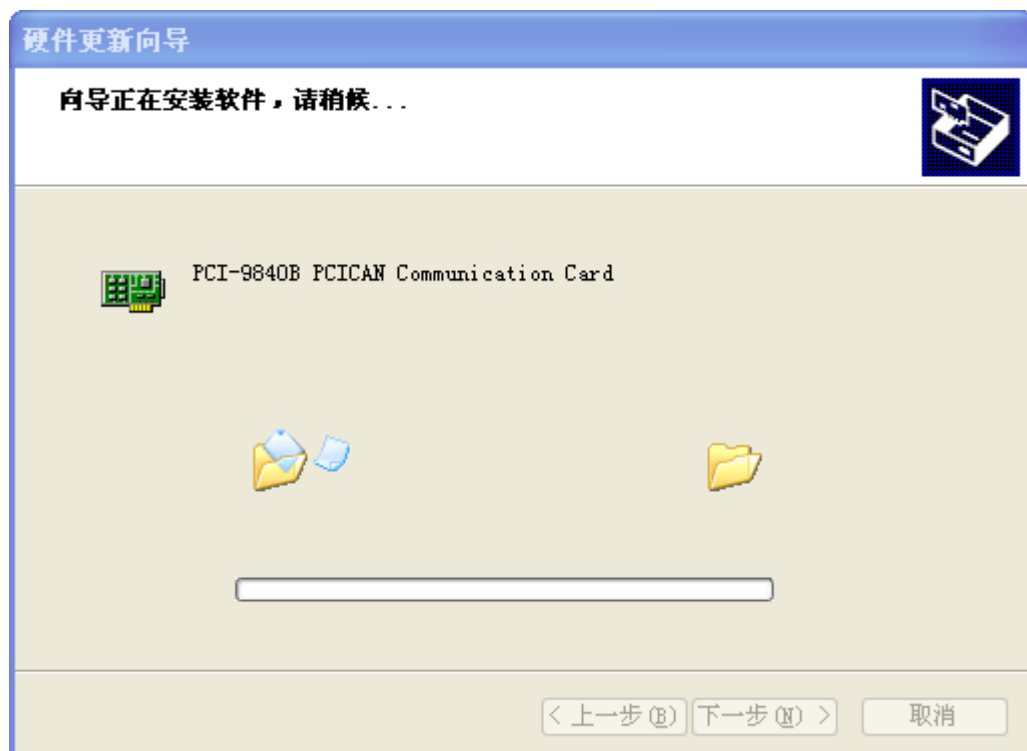 硬件更新向导
向导正在安装软件，请稍候...
PCI-9840B PCICAN Communication Card
< 上一步(B) 下一步(N) > 取消